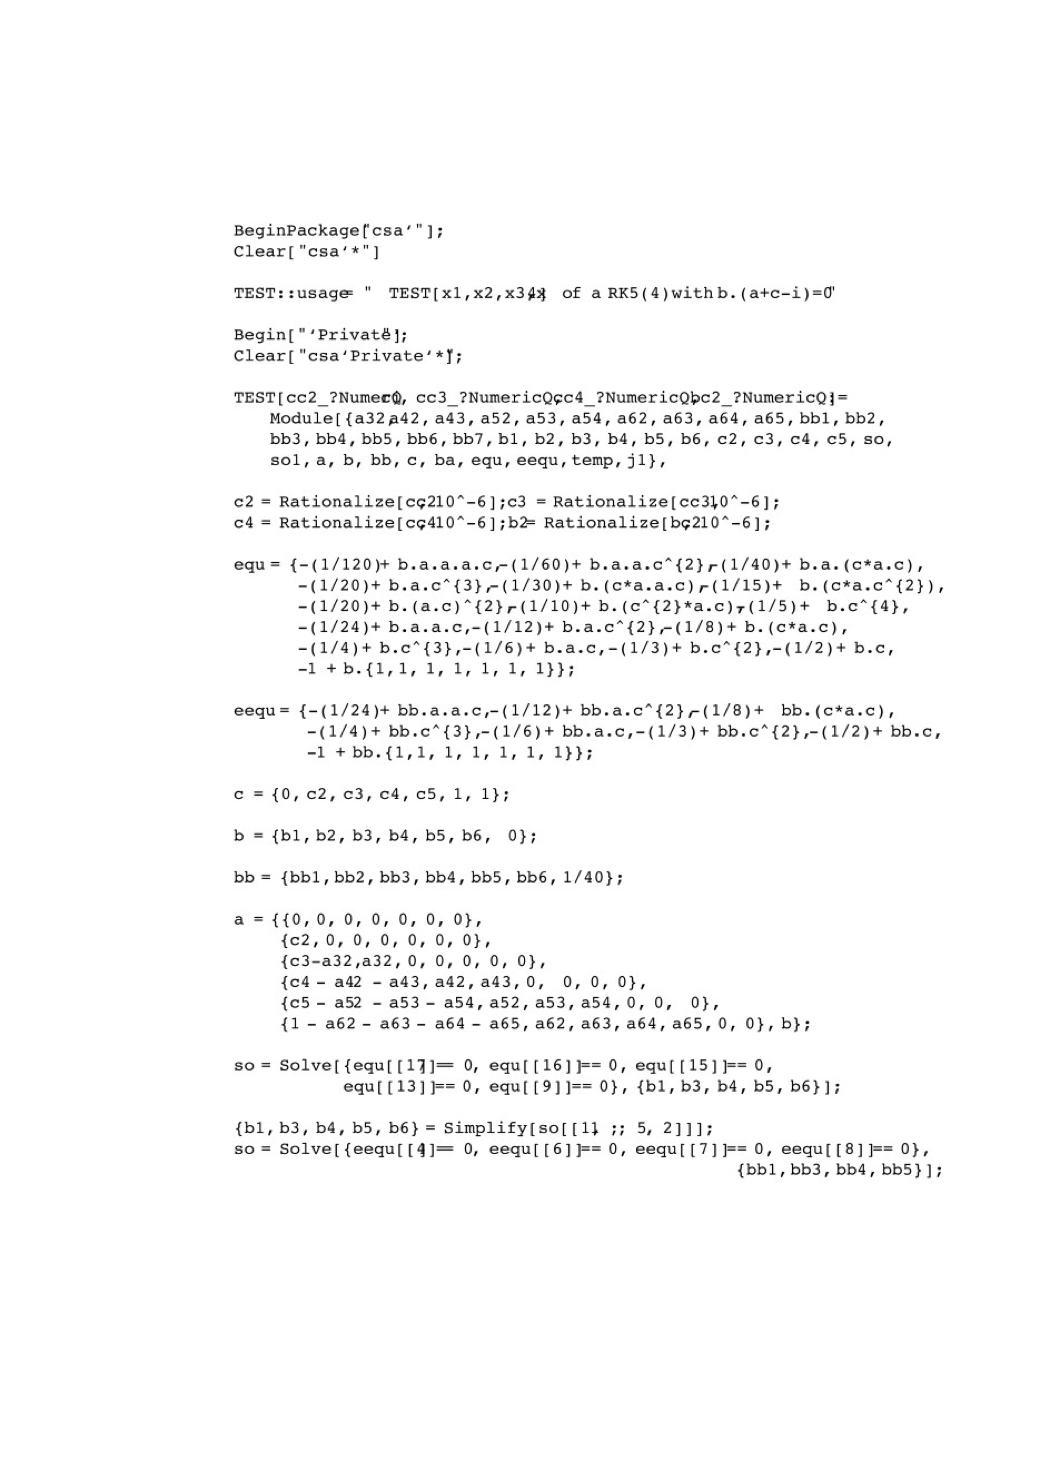 BeginPackage["csa`"];
Clear["csa`*"]
TEST::usage= " TEST[x1,x2,x3,x4] of a RK5(4) with b.(a+c-i)=0"
Begin["`Private`"];
Clear["csa`Private`*"];
TEST[cc2_?NumericQ, cc3_?NumericQ,cc4_?NumericQ,bc2_?NumericQ]:=
Module[{a32,a42, a43, a52, a53, a54, a62, a63, a64, a65, bb1, bb2,
bb3, bb4, bb5, bb6, bb7, b1, b2, b3, b4, b5, b6, c2, c3, c4, c5, so,
so1, a, b, bb, c, ba, equ, eequ, temp, j1},
c2 = Rationalize[cc2,10^-6];c3 = Rationalize[cc3,10^-6];
c4 = Rationalize[cc4,10^-6];b2= Rationalize[bc2,10^-6];
equ = {-(1/120)+ b.a.a.a.c,-(1/60)+ b.a.a.c^{2},-(1/40)+ b.a.(c*a.c),
-(1/20)+ b.a.c^{3},-(1/30)+ b.(c*a.a.c),-(1/15)+ b.(c*a.c^{2}),
-(1/20)+ b.(a.c)^{2},-(1/10)+ b.(c^{2}*a.c),-(1/5)+ b.c^{4},
-(1/24)+ b.a.a.c,-(1/12)+ b.a.c^{2},-(1/8)+ b.(c*a.c),
-(1/4)+ b.c^{3},-(1/6)+ b.a.c,-(1/3)+ b.c^{2},-(1/2)+ b.c,
-1 + b.{1,1, 1, 1, 1, 1, 1}};
eequ = {-(1/24)+ bb.a.a.c,-(1/12)+ bb.a.c^{2},-(1/8)+ bb.(c*a.c),
-(1/4)+ bb.c^{3},-(1/6)+ bb.a.c,-(1/3)+ bb.c^{2},-(1/2)+ bb.c,
-1 + bb.{1,1, 1, 1, 1, 1, 1}};
c = {0, c2, c3, c4, c5, 1, 1};
b = {b1, b2, b3, b4, b5, b6, 0};
bb = {bb1,bb2, bb3, bb4, bb5, bb6, 1/40};
a = {{0, 0, 0, 0, 0, 0, 0},
{c2, 0, 0, 0, 0, 0, 0},
{c3-a32,a32, 0, 0, 0, 0, 0},
{c4 - a42 - a43, a42, a43, 0, 0, 0, 0},
{c5 - a52 - a53 - a54, a52, a53, a54, 0, 0, 0},
{1 - a62 - a63 - a64 - a65, a62, a63, a64, a65, 0, 0}, b};
so = Solve[{equ[[17]]== 0, equ[[16]]== 0, equ[[15]]== 0,
equ[[13]]== 0, equ[[9]]== 0}, {b1, b3, b4, b5, b6}];
{b1, b3, b4, b5, b6} = Simplify[so[[1, 1 ;; 5, 2]]];
so = Solve[{eequ[[4]]== 0, eequ[[6]]== 0, eequ[[7]]== 0, eequ[[8]]== 0},
{bb1, bb3, bb4, bb5}];